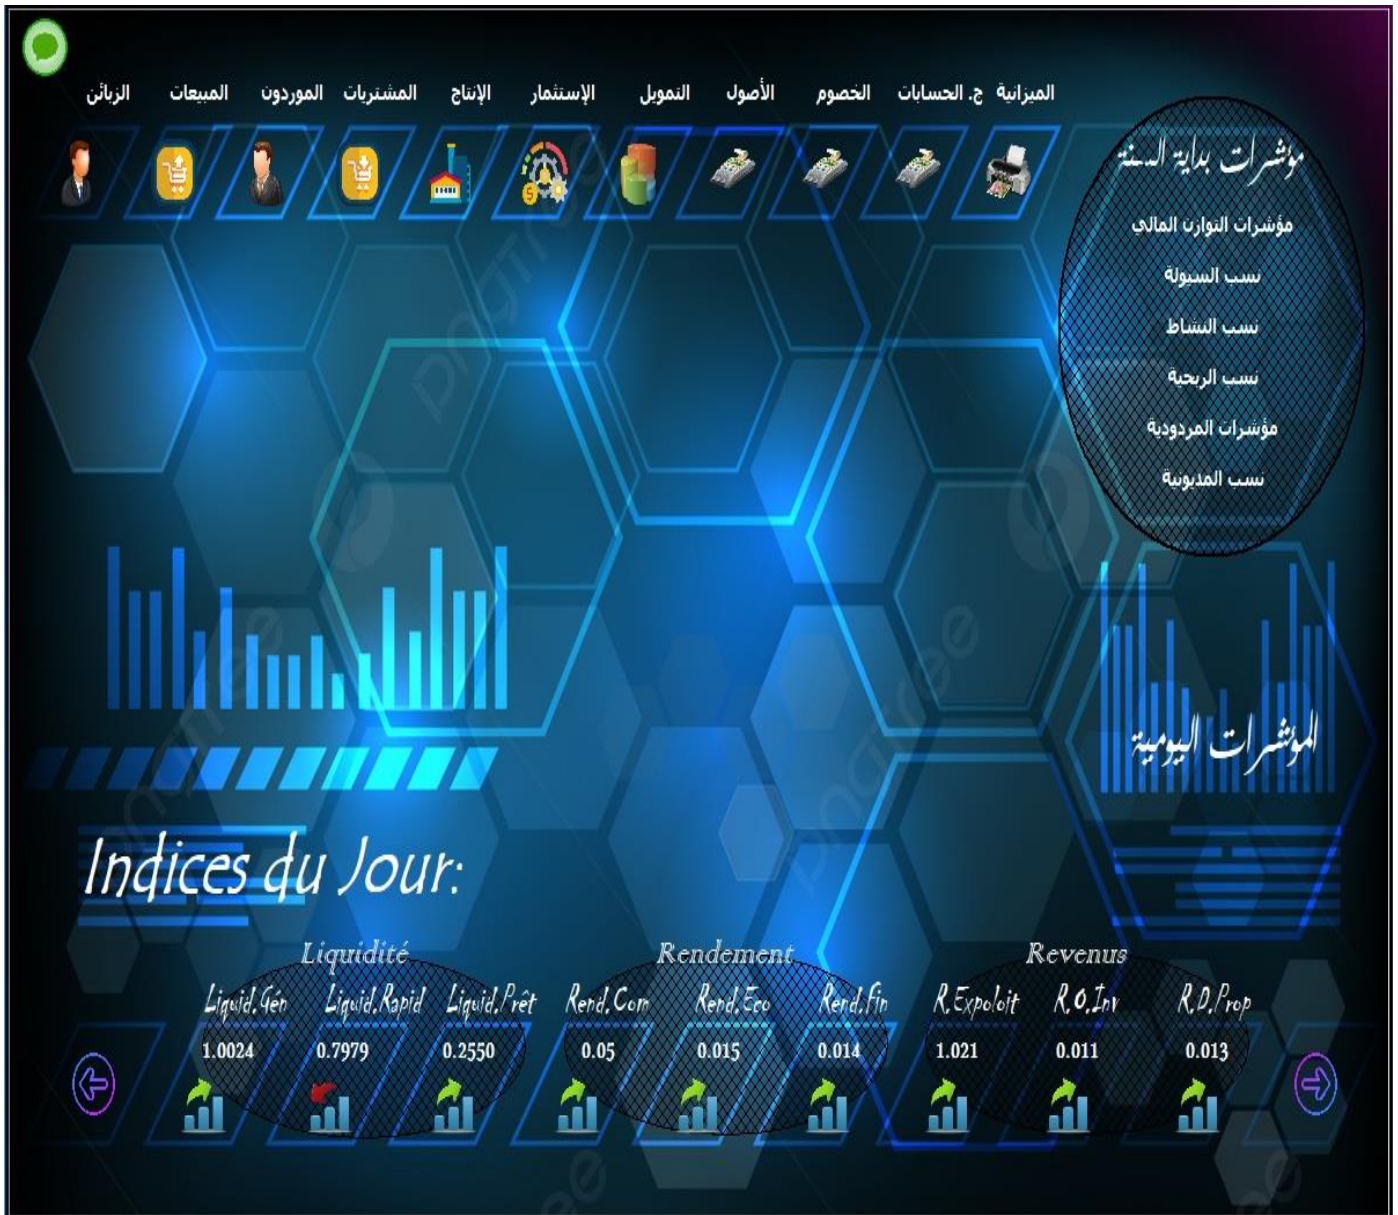 الميزانية ج. الحسابات الخصوم الأصول التمويل الإستثمار الإنتاج المشتريات الموردون المبيعات الزبائن
مؤشرات بداية السنة
مؤشرات التوازن المالي
نسب السيولة
نسب النشاط
نسب الربحية
مؤشرات المردودية
نسب المديونية
المؤشرات اليومية
Indices du Jour:
Liquidité Rendement Revenus
Liquid.Gén Liquid.Rapid Liquid.Prêt Rend.Com Rend.Eco Rend.Fin R.Expoloit R.O.Inv R.D.Prop
1.0024 0.7979 0.2550 0.05 0.015 0.014 1.021 0.011 0.013
pngtree
pngtree
pngtree